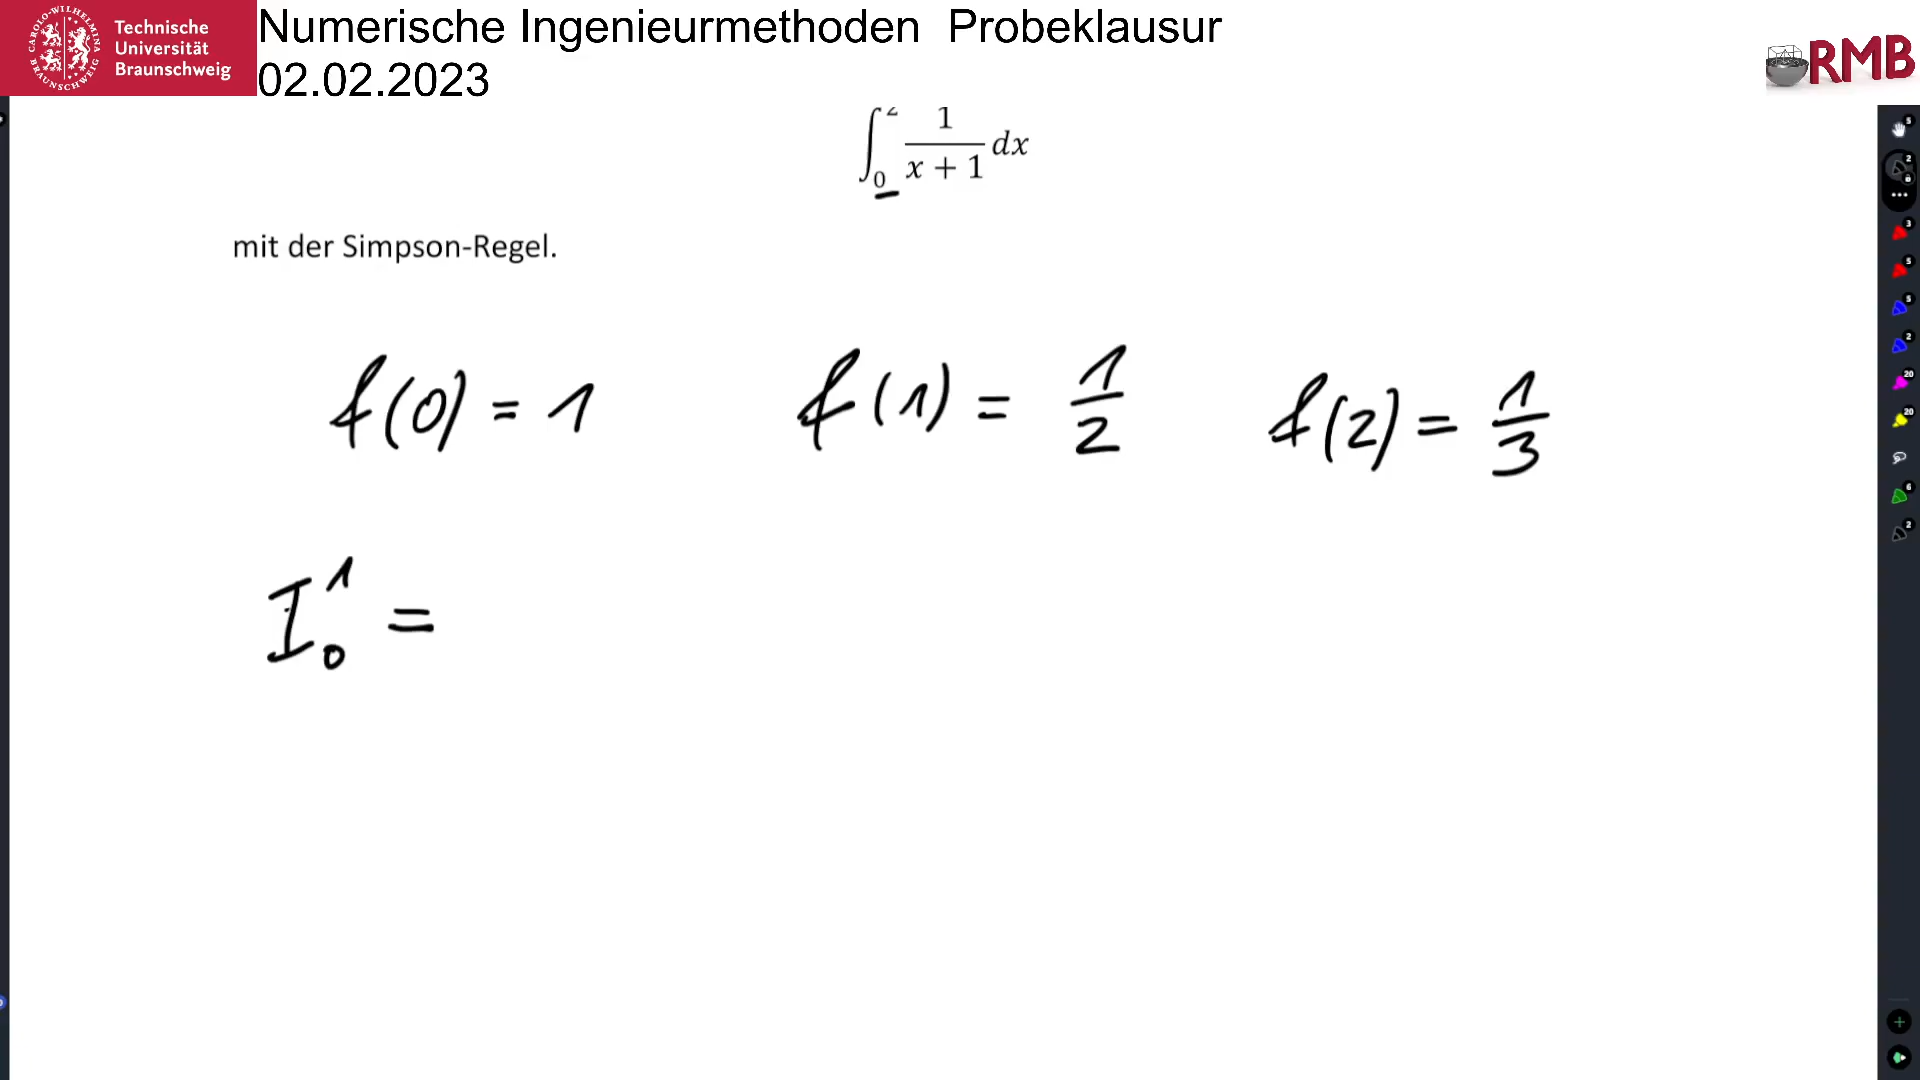 Technische
Universität
Braunschweig
Numerische Ingenieurmethoden Probeklausur
02.02.2023
RMB
∫₀² 1/(x + 1) dx
mit der Simpson-Regel.
f(0) = 1 f(1) = 1/2 f(2) = 1/3
I₀¹ =